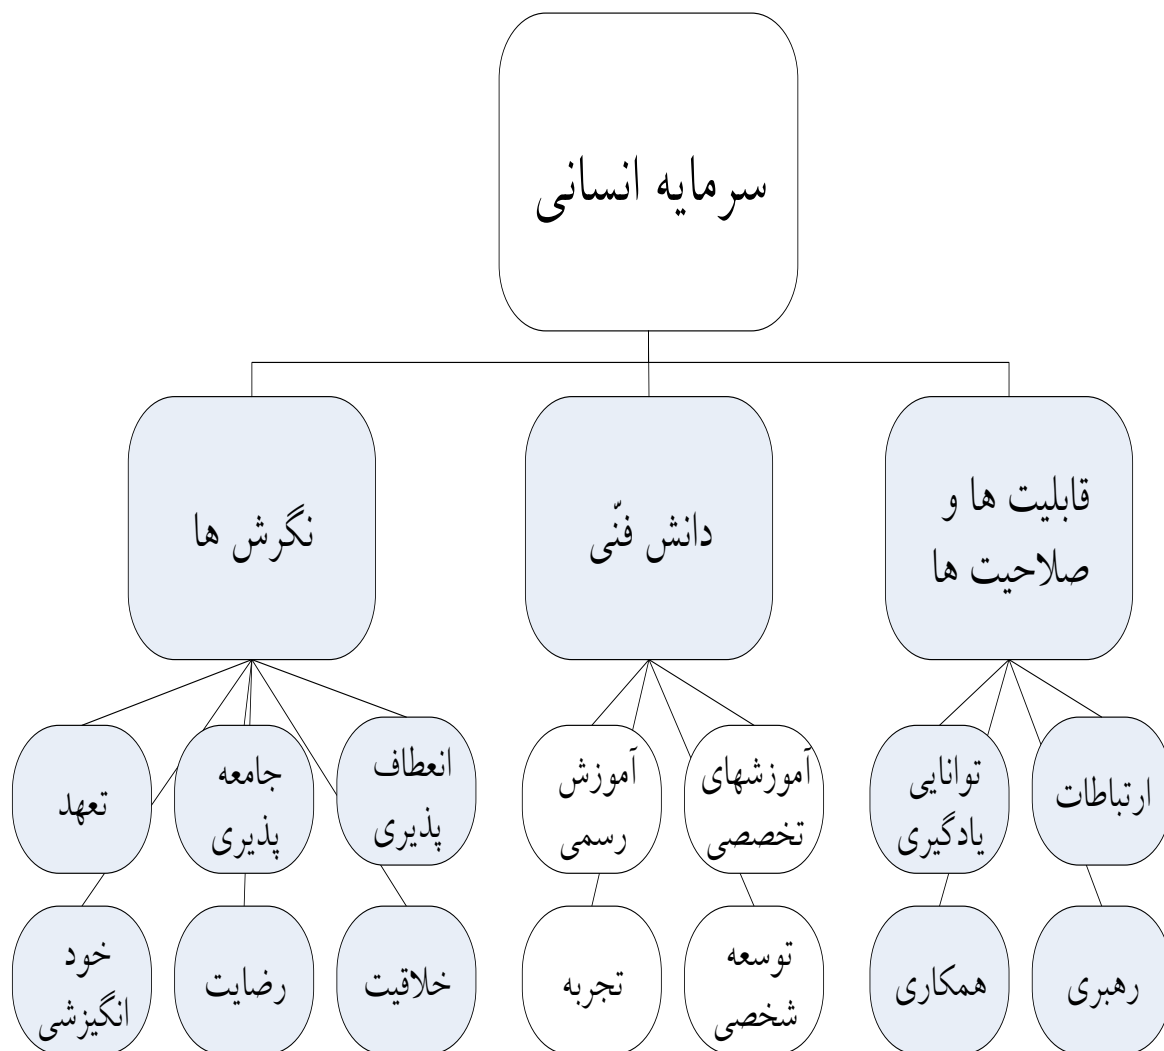 سرمایه انسانی
قابلیت ها و
صلاحیت ها
دانش فنّی
نگرش ها
ارتباطات
توانایی
یادگیری
آموزشهای
تخصصی
آموزش
رسمی
انعطاف
پذیری
جامعه
پذیری
تعهد
رهبری
همکاری
توسعه
شخصی
تجربه
خلاقیت
رضایت
خود
انگیزشی